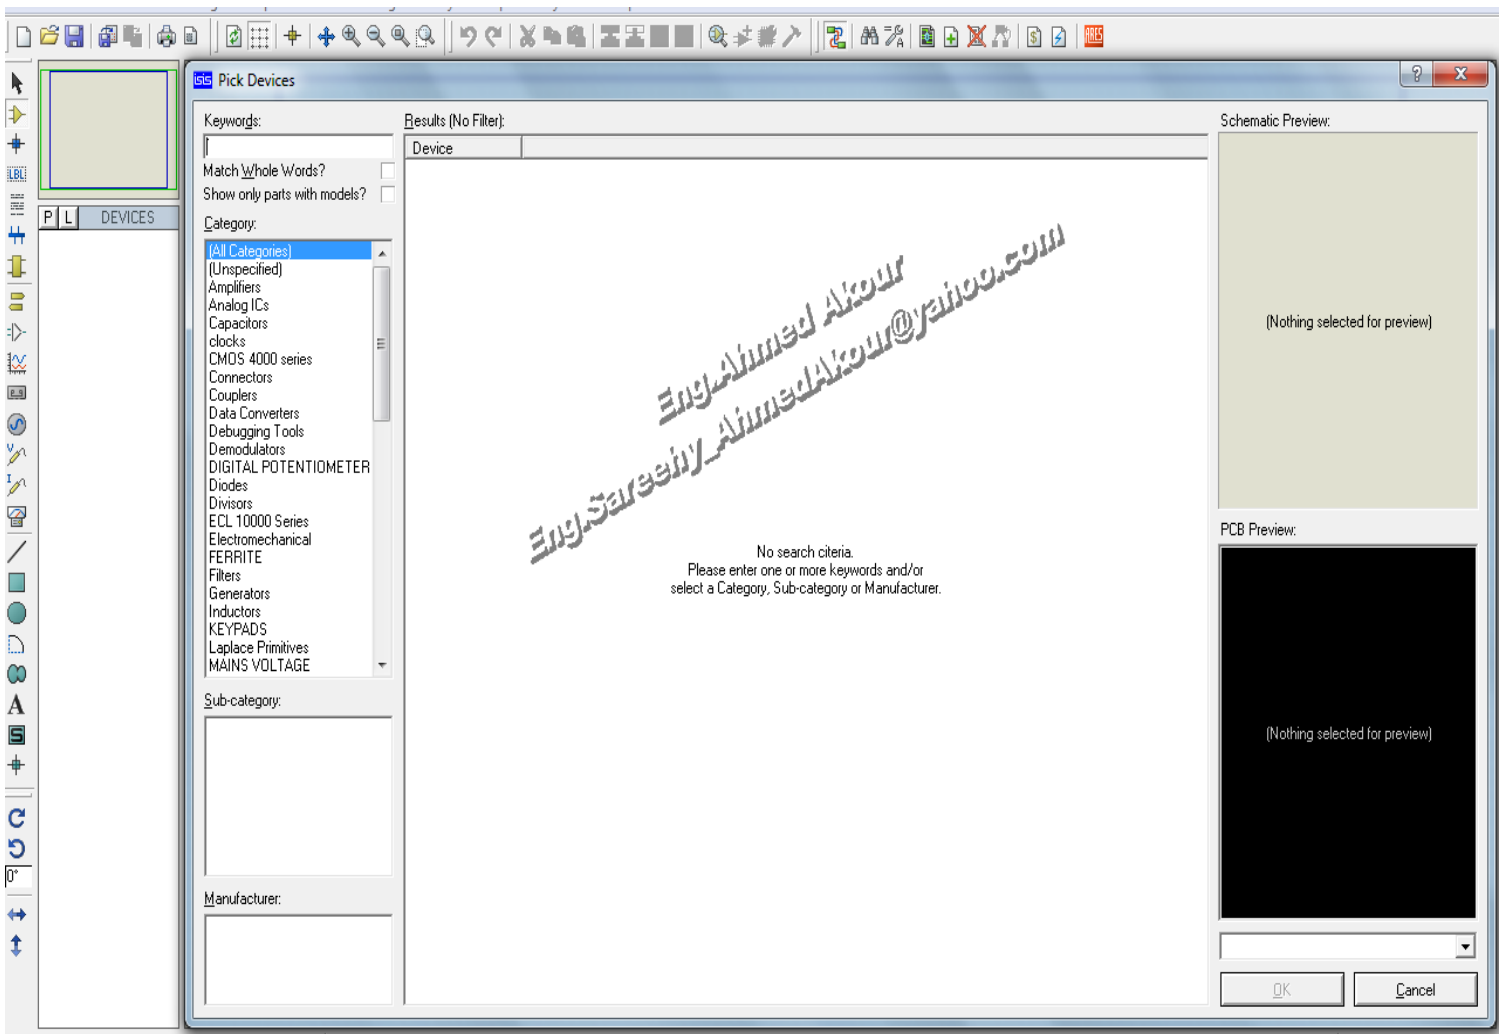 ARES
ISIS Pick Devices
?
X
LBL
P L DEVICES
A
S
0°
Keywords:
Match Whole Words?
Show only parts with models?
Category:
(All Categories)
(Unspecified)
Amplifiers
Analog ICs
Capacitors
clocks
CMOS 4000 series
Connectors
Couplers
Data Converters
Debugging Tools
Demodulators
DIGITAL POTENTIOMETER
Diodes
Divisors
ECL 10000 Series
Electromechanical
FERRITE
Filters
Generators
Inductors
KEYPADS
Laplace Primitives
MAINS VOLTAGE
Sub-category:
Manufacturer:
Results (No Filter):
Device
Eng.Ahmed Akour
Eng.Sareehy_AhmedAkour@yahoo.com
No search citeria.
Please enter one or more keywords and/or
select a Category, Sub-category or Manufacturer.
Schematic Preview:
(Nothing selected for preview)
PCB Preview:
(Nothing selected for preview)
OK
Cancel